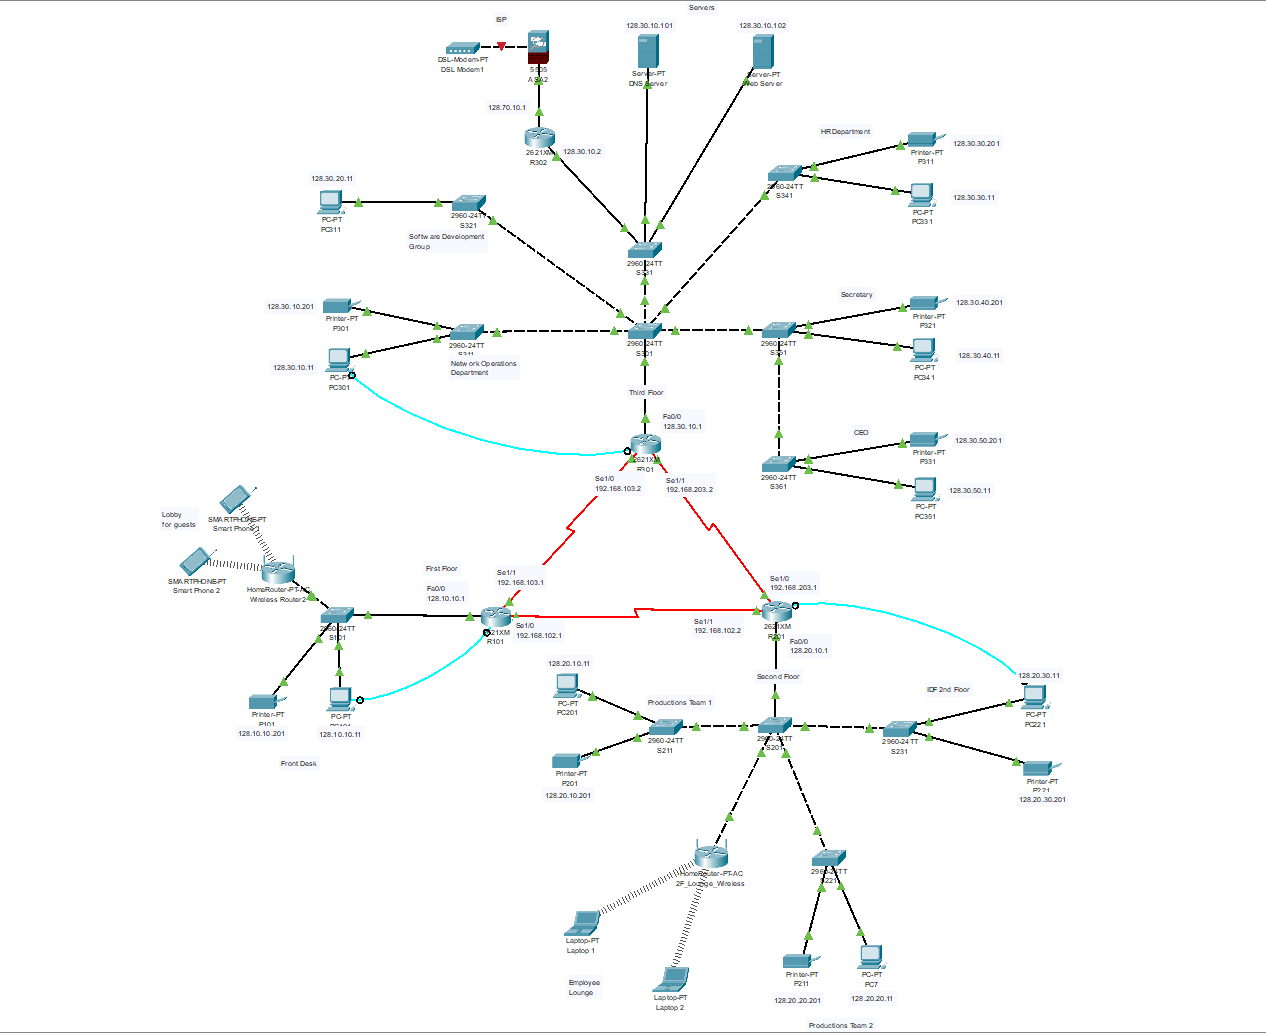 Servers
ISP
128.30.10.101
128.30.10.102
DSL-Modem-PT
DSL Modem1
5505
ASA2
Server-PT
DNS Server
Server-PT
Web Server
128.70.10.1
2621XM
R302
128.30.10.2
HR Department
Printer-PT
P311
128.30.30.201
2960-24TT
S341
PC-PT
PC331
128.30.30.11
128.30.20.11
PC-PT
PC311
2960-24TT
S321
Software Development
Group
2960-24TT
S331
Secretary
128.30.10.201
Printer-PT
P301
2960-24TT
2960-24TT
S301
2960-24TT
Printer-PT
P321
128.30.40.201
128.30.10.11
PC-PT
PC301
Network Operations
Department
PC-PT
PC341
128.30.40.11
Third Floor
Fa0/0
128.30.10.1
2621XM
R301
CEO
Printer-PT
P331
128.30.50.201
2960-24TT
S361
PC-PT
PC351
128.30.50.11
Se1/0
192.168.103.2
Se1/1
192.168.203.2
Lobby
for guests
SMARTPHONE-PT
Smart Phone 1
SMARTPHONE-PT
Smart Phone 2
HomeRouter-PT-AC
Wireless Router2
First Floor
Fa0/0
128.10.10.1
Se1/1
192.168.103.1
2621XM
R101
Se1/0
192.168.102.1
Se1/0
192.168.203.1
Se1/1
192.168.102.2
2621XM
R201
Fa0/0
128.20.10.1
2960-24TT
S101
Printer-PT
P101
128.10.10.201
PC-PT
128.10.10.11
Front Desk
128.20.10.11
PC-PT
PC201
Productions Team 1
Second Floor
IDF 2nd Floor
128.20.30.11
PC-PT
PC221
2960-24TT
S211
2960-24TT
S201
2960-24TT
S231
Printer-PT
P201
128.20.10.201
Printer-PT
P221
128.20.30.201
HomeRouter-PT-AC
2F_Lounge_Wireless
2960-24TT
S221
Laptop-PT
Laptop 1
Employee
Lounge
Laptop-PT
Laptop 2
Printer-PT
P211
128.20.20.201
PC-PT
PC7
128.20.20.11
Productions Team 2